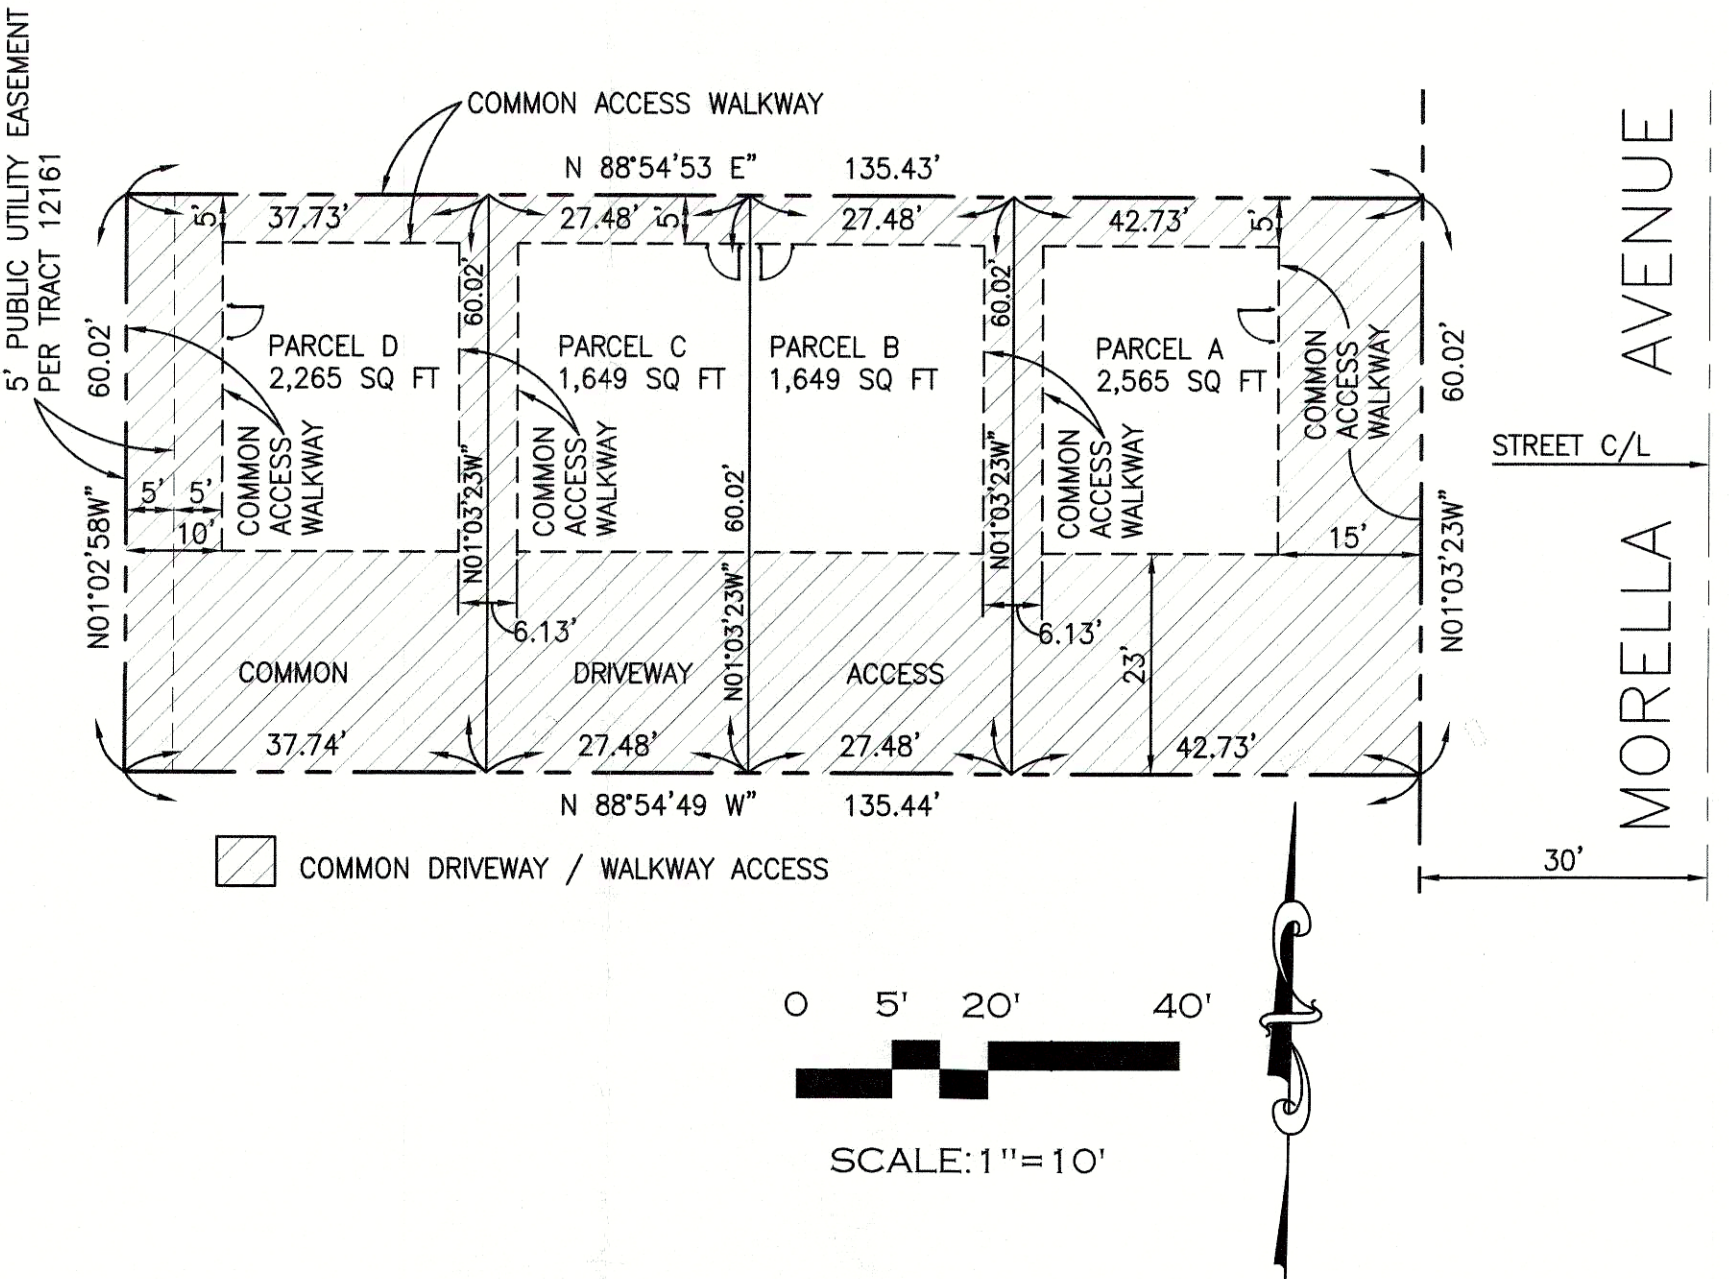 5' PUBLIC UTILITY EASEMENT
PER TRACT 12161
COMMON ACCESS WALKWAY
N 88°54'53 E" 135.43'
5'
37.73'
27.48'
5'
27.48'
42.73'
5'
60.02'
60.02'
60.02'
60.02'
PARCEL D
2,265 SQ FT
PARCEL C
1,649 SQ FT
PARCEL B
1,649 SQ FT
PARCEL A
2,565 SQ FT
COMMON
ACCESS
WALKWAY
COMMON
ACCESS
WALKWAY
COMMON
ACCESS
WALKWAY
COMMON
ACCESS
WALKWAY
5' 5'
10'
60.02'
15'
N01°02'58W"
N01°03'23W"
N01°03'23W"
N01°03'23W"
N01°03'23W"
6.13'
6.13'
23'
COMMON DRIVEWAY ACCESS
37.74'
27.48'
27.48'
42.73'
N 88°54'49 W" 135.44'
STREET C/L
MORELLA AVENUE
30'
COMMON DRIVEWAY / WALKWAY ACCESS
0 5' 20' 40'
SCALE:1"=10'